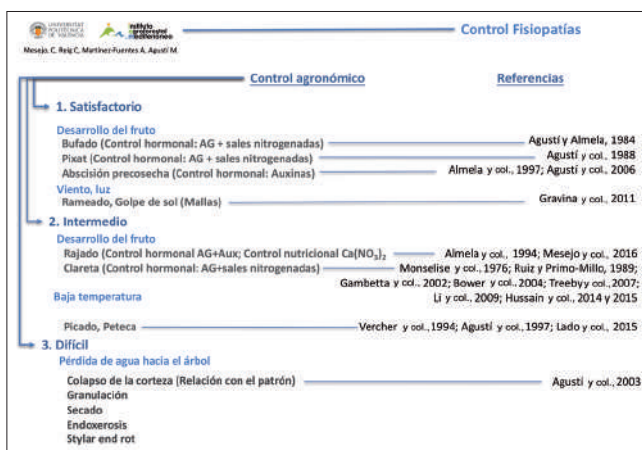 UNIVERSITAT
POLITÈCNICA
DE VALÈNCIA
Instituto
agroforestal
mediterráneo
Control Fisiopatías
Mesejo, C, Reig C, Martínez-Fuentes A, Agustí M
Control agronómico Referencias
1. Satisfactorio
Desarrollo del fruto
Bufado (Control hormonal: AG + sales nitrogenadas) Agustí y Almela, 1984
Pixat (Control hormonal: AG + sales nitrogenadas) Agustí y col., 1988
Abscisión precosecha (Control hormonal: Auxinas) Almela y col., 1997; Agustí y col., 2006
Viento, luz
Rameado, Golpe de sol (Mallas) Gravina y col., 2011
2. Intermedio
Desarrollo del fruto
Rajado (Control hormonal AG+Aux; Control nutricional Ca(NO₃)₂ Almela y col., 1994; Mesejo y col., 2016
Clareta (Control hormonal: AG+sales nitrogenadas) Monselise y col., 1976; Ruiz y Primo-Millo, 1989;
Gambetta y col., 2002; Bower y col., 2004; Treeby y col., 2007;
Li y col., 2009; Hussain y col., 2014 y 2015
Baja temperatura
Picado, Peteca Vercher y col., 1994; Agustí y col., 1997; Lado y col., 2015
3. Difícil
Pérdida de agua hacia el árbol
Colapso de la corteza (Relación con el patrón) Agustí y col., 2003
Granulación
Secado
Endoxerosis
Stylar end rot